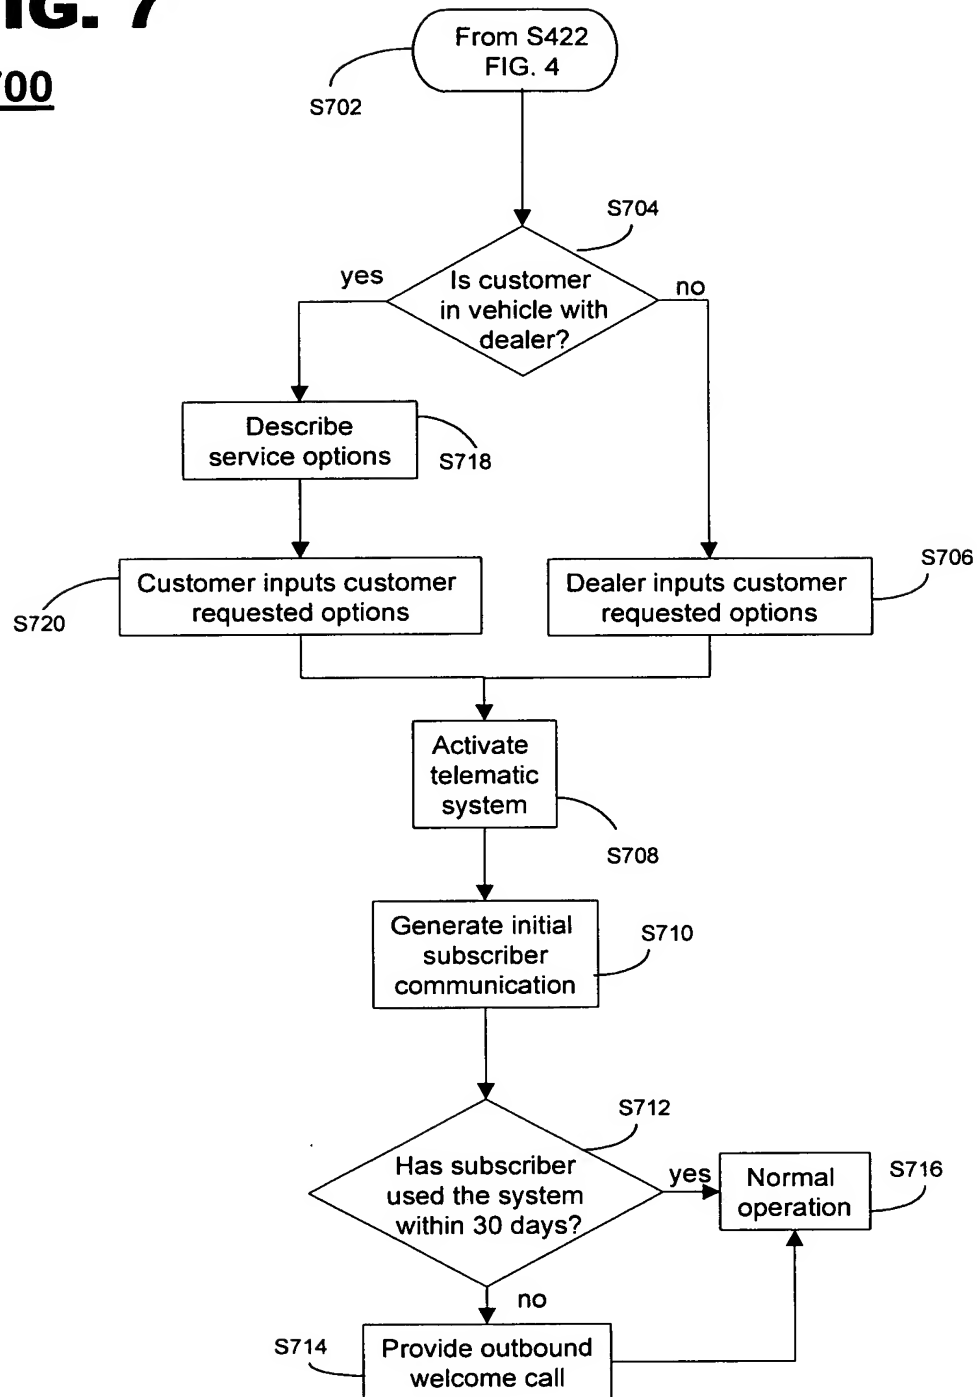 FIG. 7
700
From S422
FIG. 4
S702
S704
Is customer
in vehicle with
dealer?
yes
no
Describe
service options
S718
Customer inputs customer
requested options
S720
Dealer inputs customer
requested options
S706
Activate
telematic
system
S708
Generate initial
subscriber
communication
S710
S712
Has subscriber
used the system
within 30 days?
yes
Normal
operation
S716
no
S714
Provide outbound
welcome call